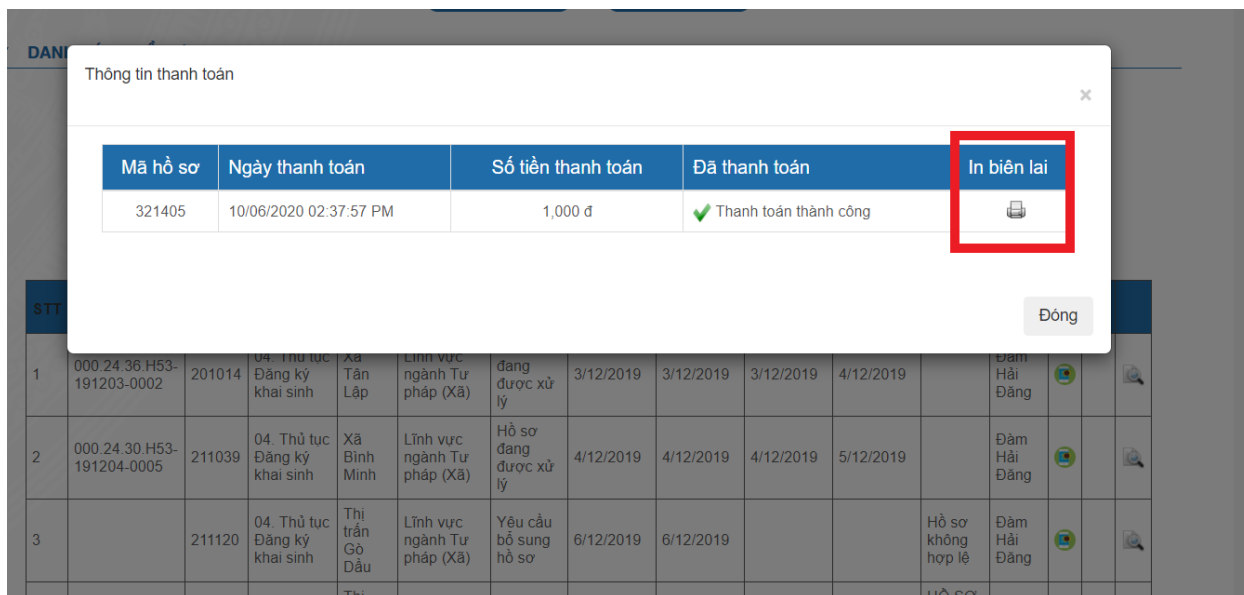 DANH
Thông tin thanh toán
×
Mã hồ sơ Ngày thanh toán Số tiền thanh toán Đã thanh toán In biên lai
321405 10/06/2020 02:37:57 PM 1,000 đ Thanh toán thành công
Đóng
STT
1 000.24.36.H53-191203-0002 201014 04. Thủ tục Đăng ký khai sinh Xã Tân Lập Lĩnh vực ngành Tư pháp (Xã) đang được xử lý 3/12/2019 3/12/2019 3/12/2019 4/12/2019 Đàm Hải Đăng
2 000.24.30.H53-191204-0005 211039 04. Thủ tục Đăng ký khai sinh Xã Bình Minh Lĩnh vực ngành Tư pháp (Xã) Hồ sơ đang được xử lý 4/12/2019 4/12/2019 4/12/2019 5/12/2019 Đàm Hải Đăng
3 211120 04. Thủ tục Đăng ký khai sinh Thị trấn Gò Dầu Lĩnh vực ngành Tư pháp (Xã) Yêu cầu bổ sung hồ sơ 6/12/2019 6/12/2019 Hồ sơ không hợp lệ Đàm Hải Đăng
Thị HỒ SƠ